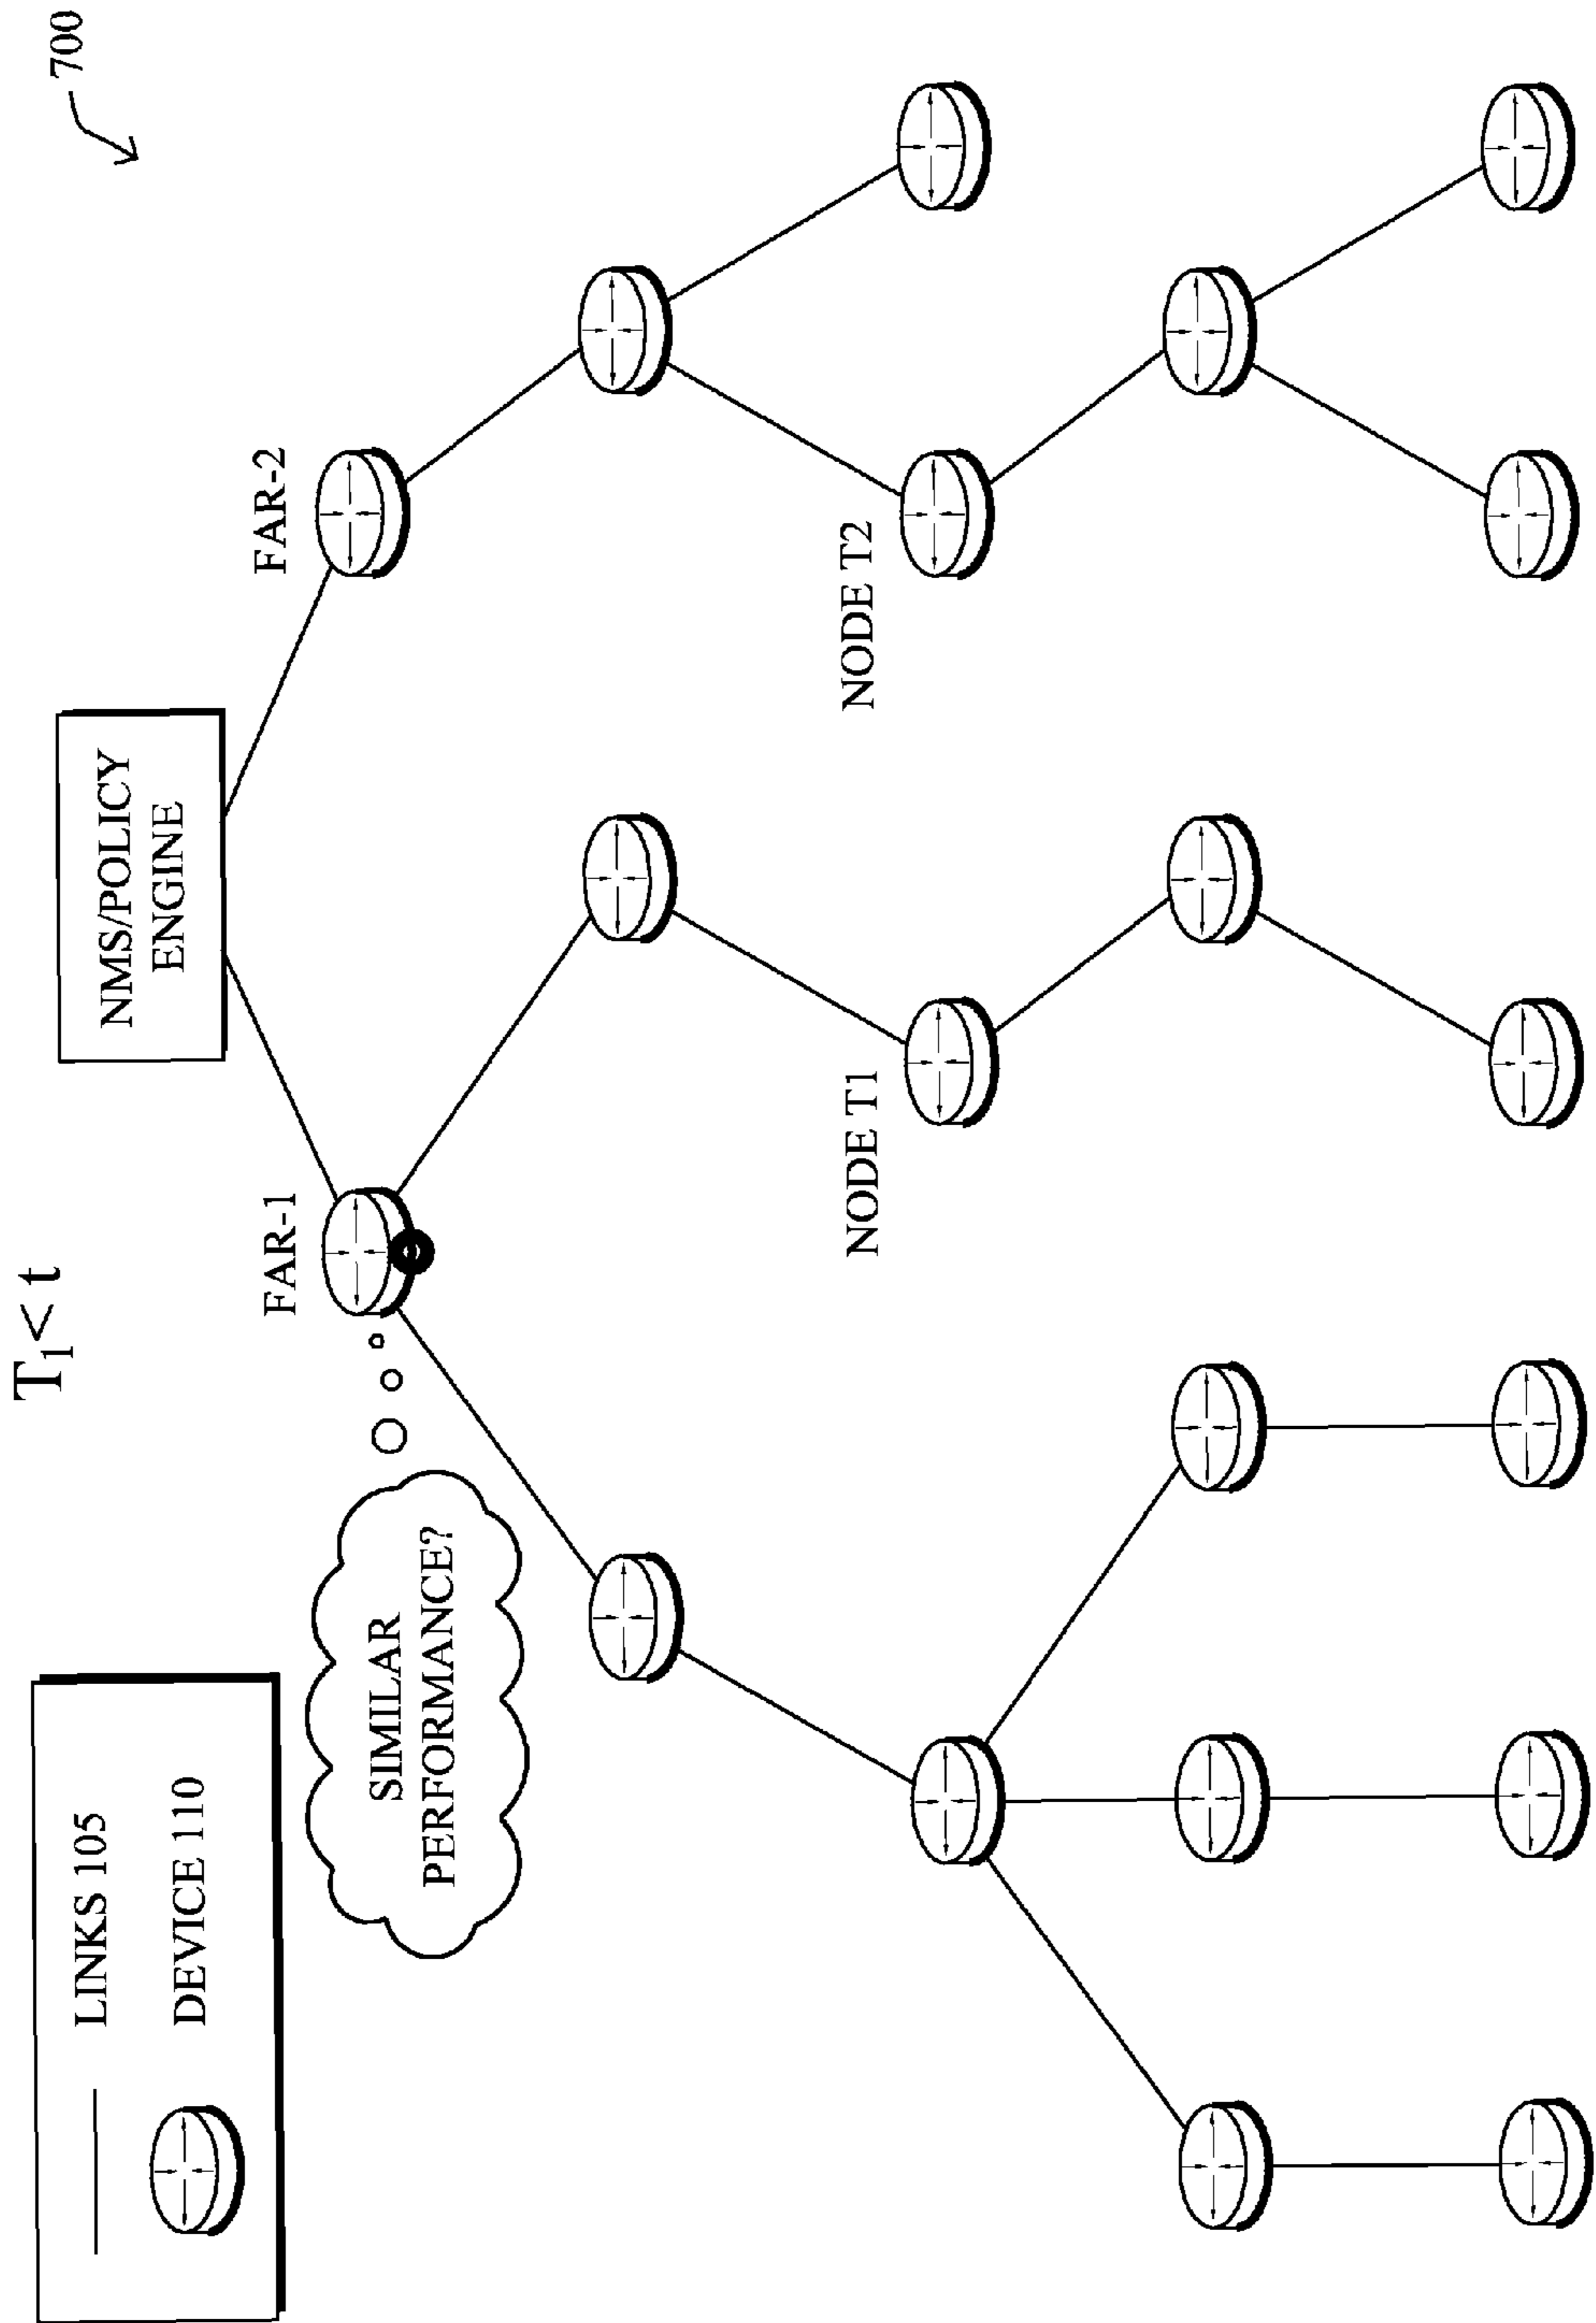 T1 < t
700
LINKS 105
DEVICE 110
NMS/POLICY
ENGINE
FAR-1
FAR-2
SIMILAR
PERFORMANCE?
NODE T1
NODE T2